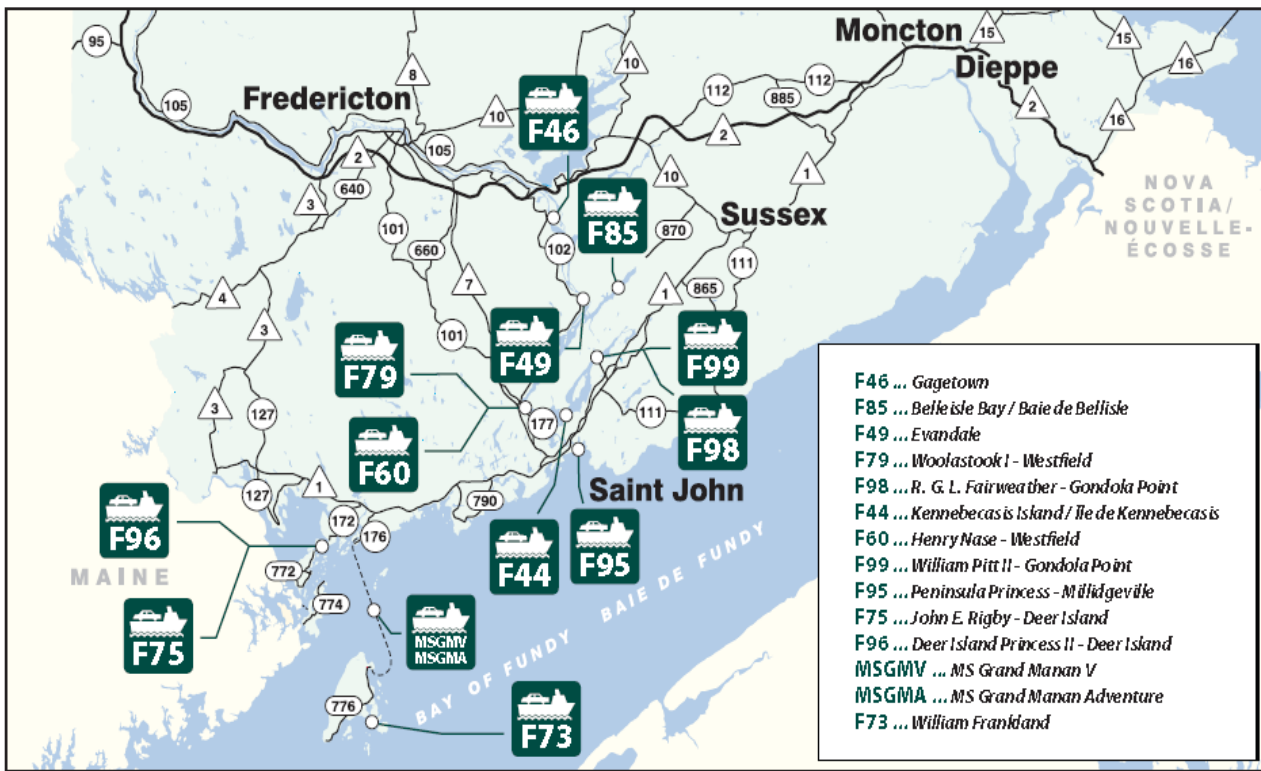 95
8
10
10
Moncton
15
15
16
Dieppe
2
16
105
Fredericton
F46
105
112
885
112
2
2
640
3
101
660
7
102
F85
10
870
Sussex
1
111
NOVA
SCOTIA/
NOUVELLE-
ÉCOSSE
4
3
3
127
101
F49
1
865
F99
F79
177
111
F98
F60
Saint John
1
127
790
172
176
F96
772
774
MAINE
F75
F44
F95
MSGMV
MSGMA
776
F73
BAY OF FUNDY BAIE DE FUNDY
F46 ... Gagetown
F85 ... Belleisle Bay / Baie de Bellisle
F49 ... Evandale
F79 ... Woolastook I - Westfield
F98 ... R. G. L. Fairweather - Gondola Point
F44 ... Kennebecasis Island / Île de Kennebecasis
F60 ... Henry Nase - Westfield
F99 ... William Pitt II - Gondola Point
F95 ... Peninsula Princess - Millidgeville
F75 ... John E. Rigby - Deer Island
F96 ... Deer Island Princess II - Deer Island
MSGMV ... MS Grand Manan V
MSGMA ... MS Grand Manan Adventure
F73 ... William Frankland